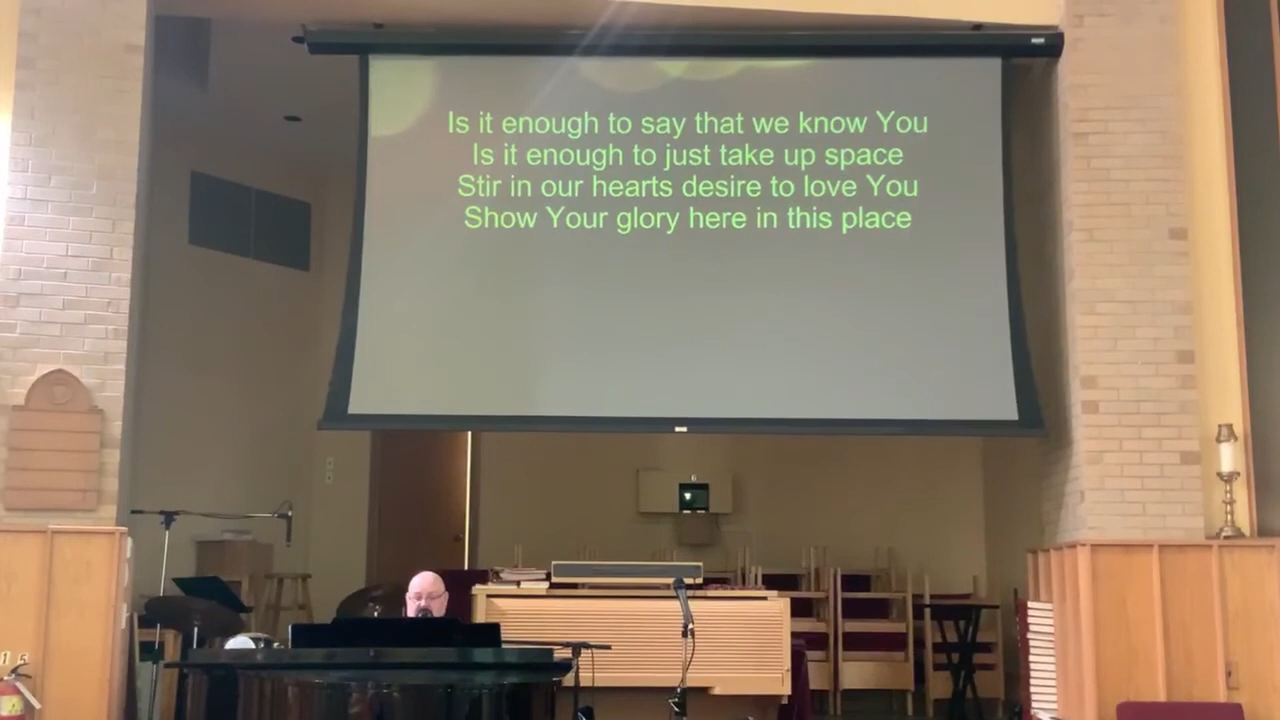 Is it enough to say that we know You
Is it enough to just take up space
Stir in our hearts desire to love You
Show Your glory here in this place
15